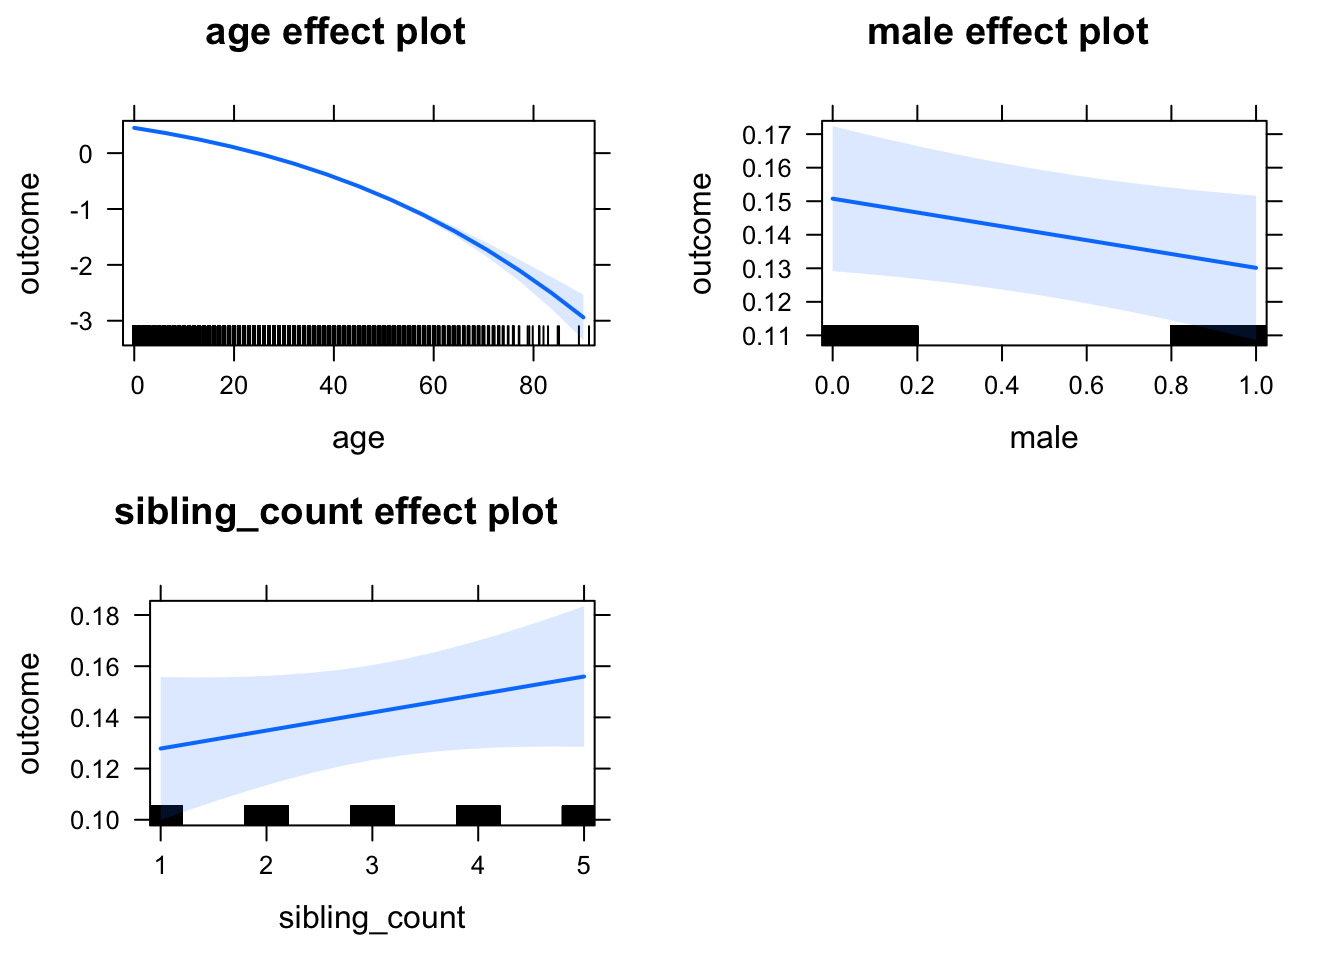 age effect plot
outcome
0
-1
-2
-3
0 20 40 60 80
age
male effect plot
outcome
0.17
0.16
0.15
0.14
0.13
0.12
0.11
0.0 0.2 0.4 0.6 0.8 1.0
male
sibling_count effect plot
outcome
0.18
0.16
0.14
0.12
0.10
1 2 3 4 5
sibling_count